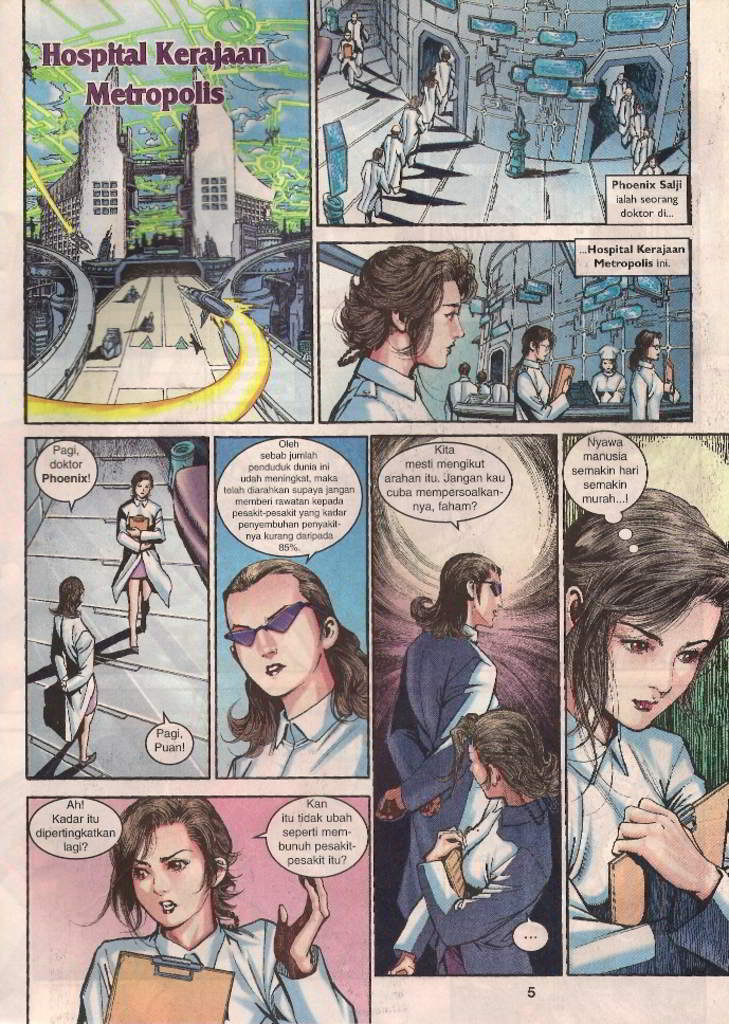 Hospital Kerajaan
Metropolis
Phoenix Salji
ialah seorang
doktor di...
...Hospital Kerajaan
Metropolis ini.
Pagi,
doktor
Phoenix!
Pagi,
Puan!
Oleh
sebab jumlah
penduduk dunia ini
udah meningkat, maka
telah diarahkan supaya jangan
memberi rawatan kepada
pesakit-pesakit yang kadar
penyembuhan penyakit-
nya kurang daripada
85%.
Ah!
Kadar itu
dipertingkatkan
lagi?
Kan
itu tidak ubah
seperti mem-
bunuh pesakit-
pesakit itu?
Kita
mesti mengikut
arahan itu. Jangan kau
cuba mempersoalkan-
nya, faham?
...
Nyawa
manusia
semakin hari
semakin
murah...!
5